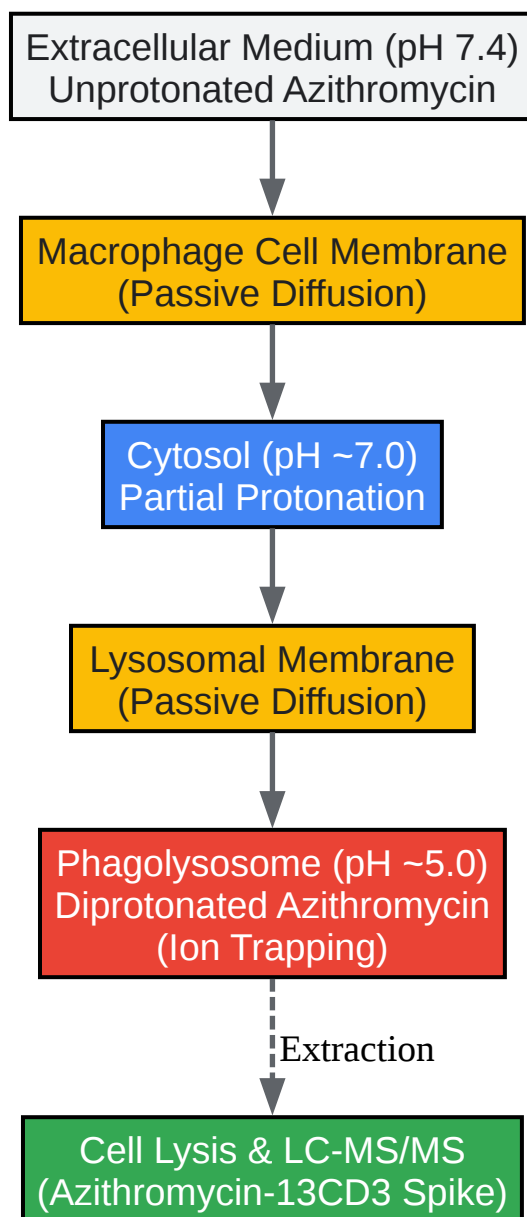 Extracellular Medium (pH 7.4)
Unprotonated Azithromycin
Macrophage Cell Membrane
(Passive Diffusion)
Cytosol (pH ~7.0)
Partial Protonation
Lysosomal Membrane
(Passive Diffusion)
Phagolysosome (pH ~5.0)
Diprotonated Azithromycin
(Ion Trapping)
Extraction
Cell Lysis & LC-MS/MS
(Azithromycin-13CD3 Spike)